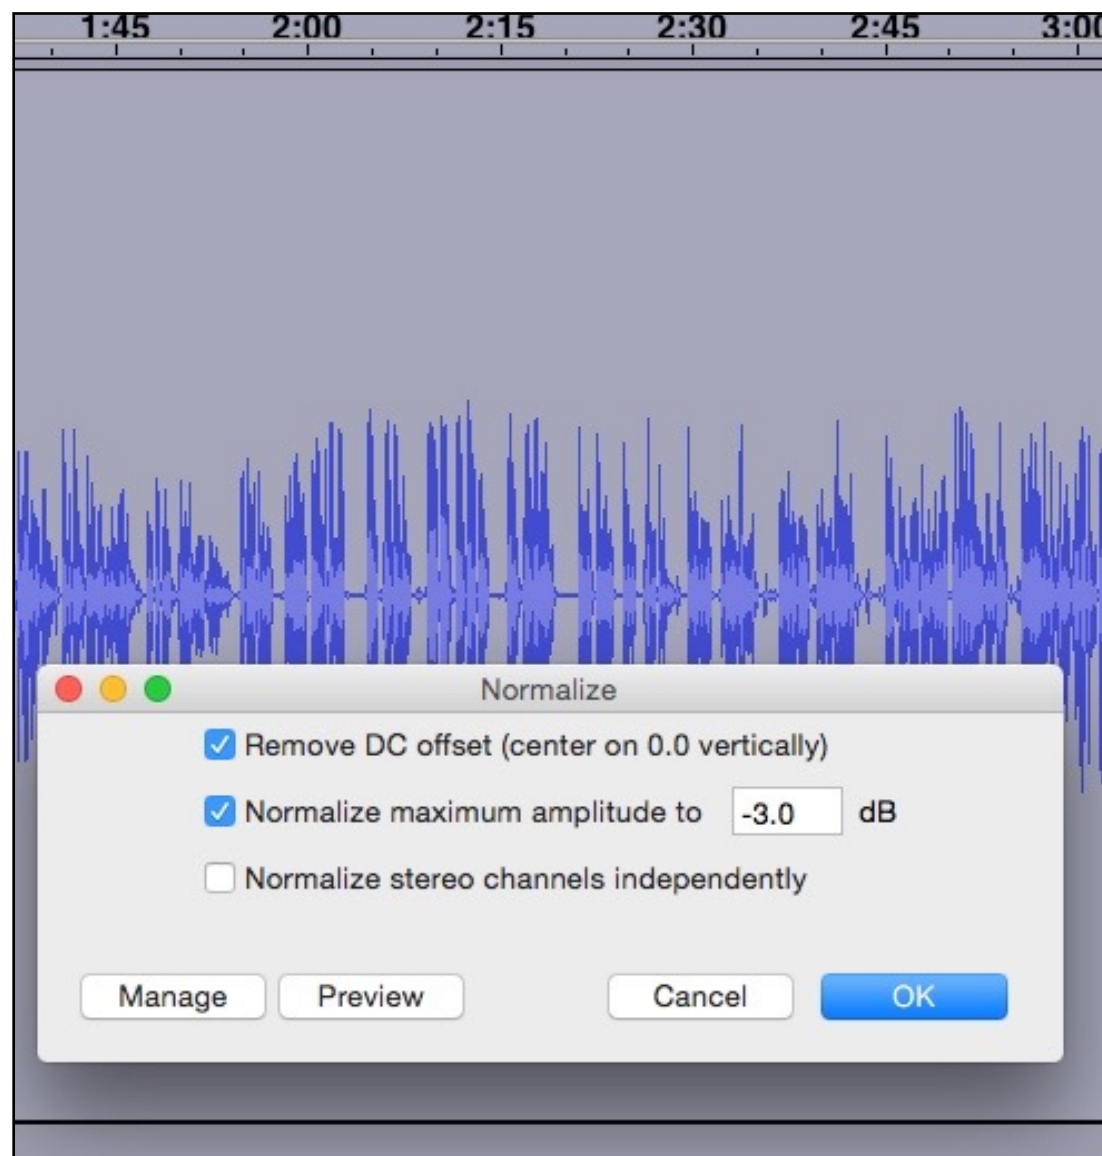 1:45 2:00 2:15 2:30 2:45 3:00
Normalize
Remove DC offset (center on 0.0 vertically)
Normalize maximum amplitude to -3.0 dB
Normalize stereo channels independently
Manage Preview Cancel OK